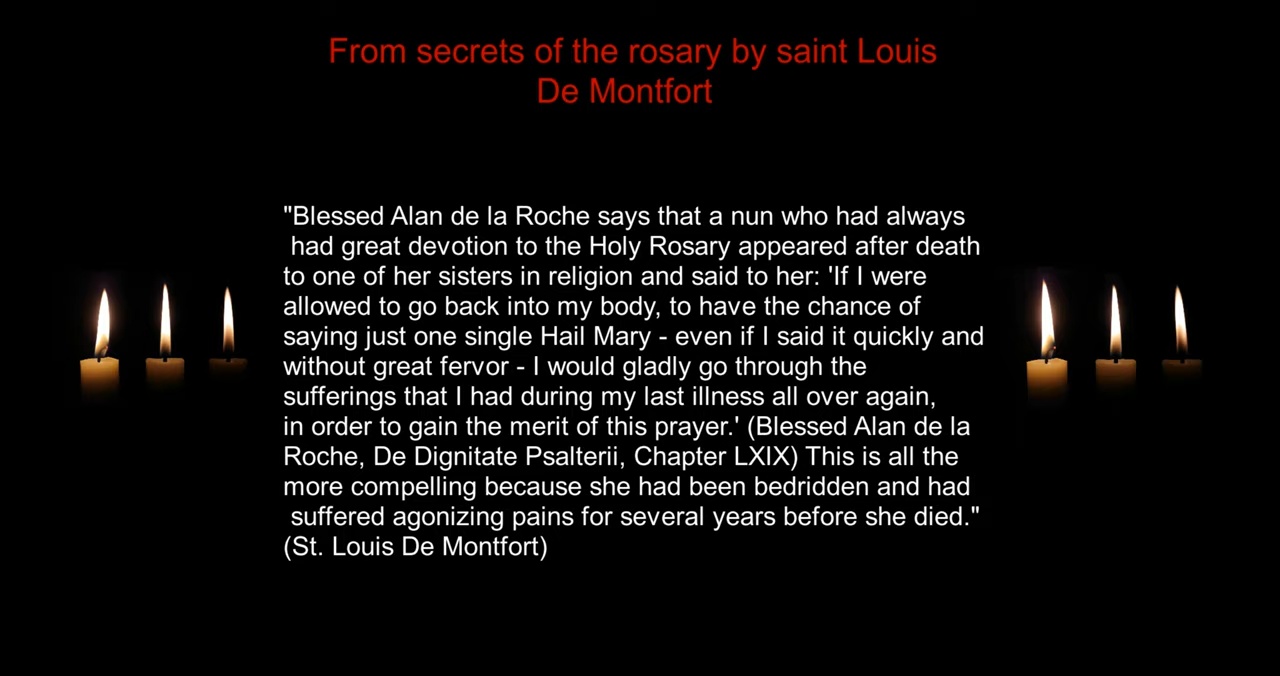 From secrets of the rosary by saint Louis
De Montfort
"Blessed Alan de la Roche says that a nun who had always
had great devotion to the Holy Rosary appeared after death
to one of her sisters in religion and said to her: 'If I were
allowed to go back into my body, to have the chance of
saying just one single Hail Mary - even if I said it quickly and
without great fervor - I would gladly go through the
sufferings that I had during my last illness all over again,
in order to gain the merit of this prayer.' (Blessed Alan de la
Roche, De Dignitate Psalterii, Chapter LXIX) This is all the
more compelling because she had been bedridden and had
suffered agonizing pains for several years before she died."
(St. Louis De Montfort)